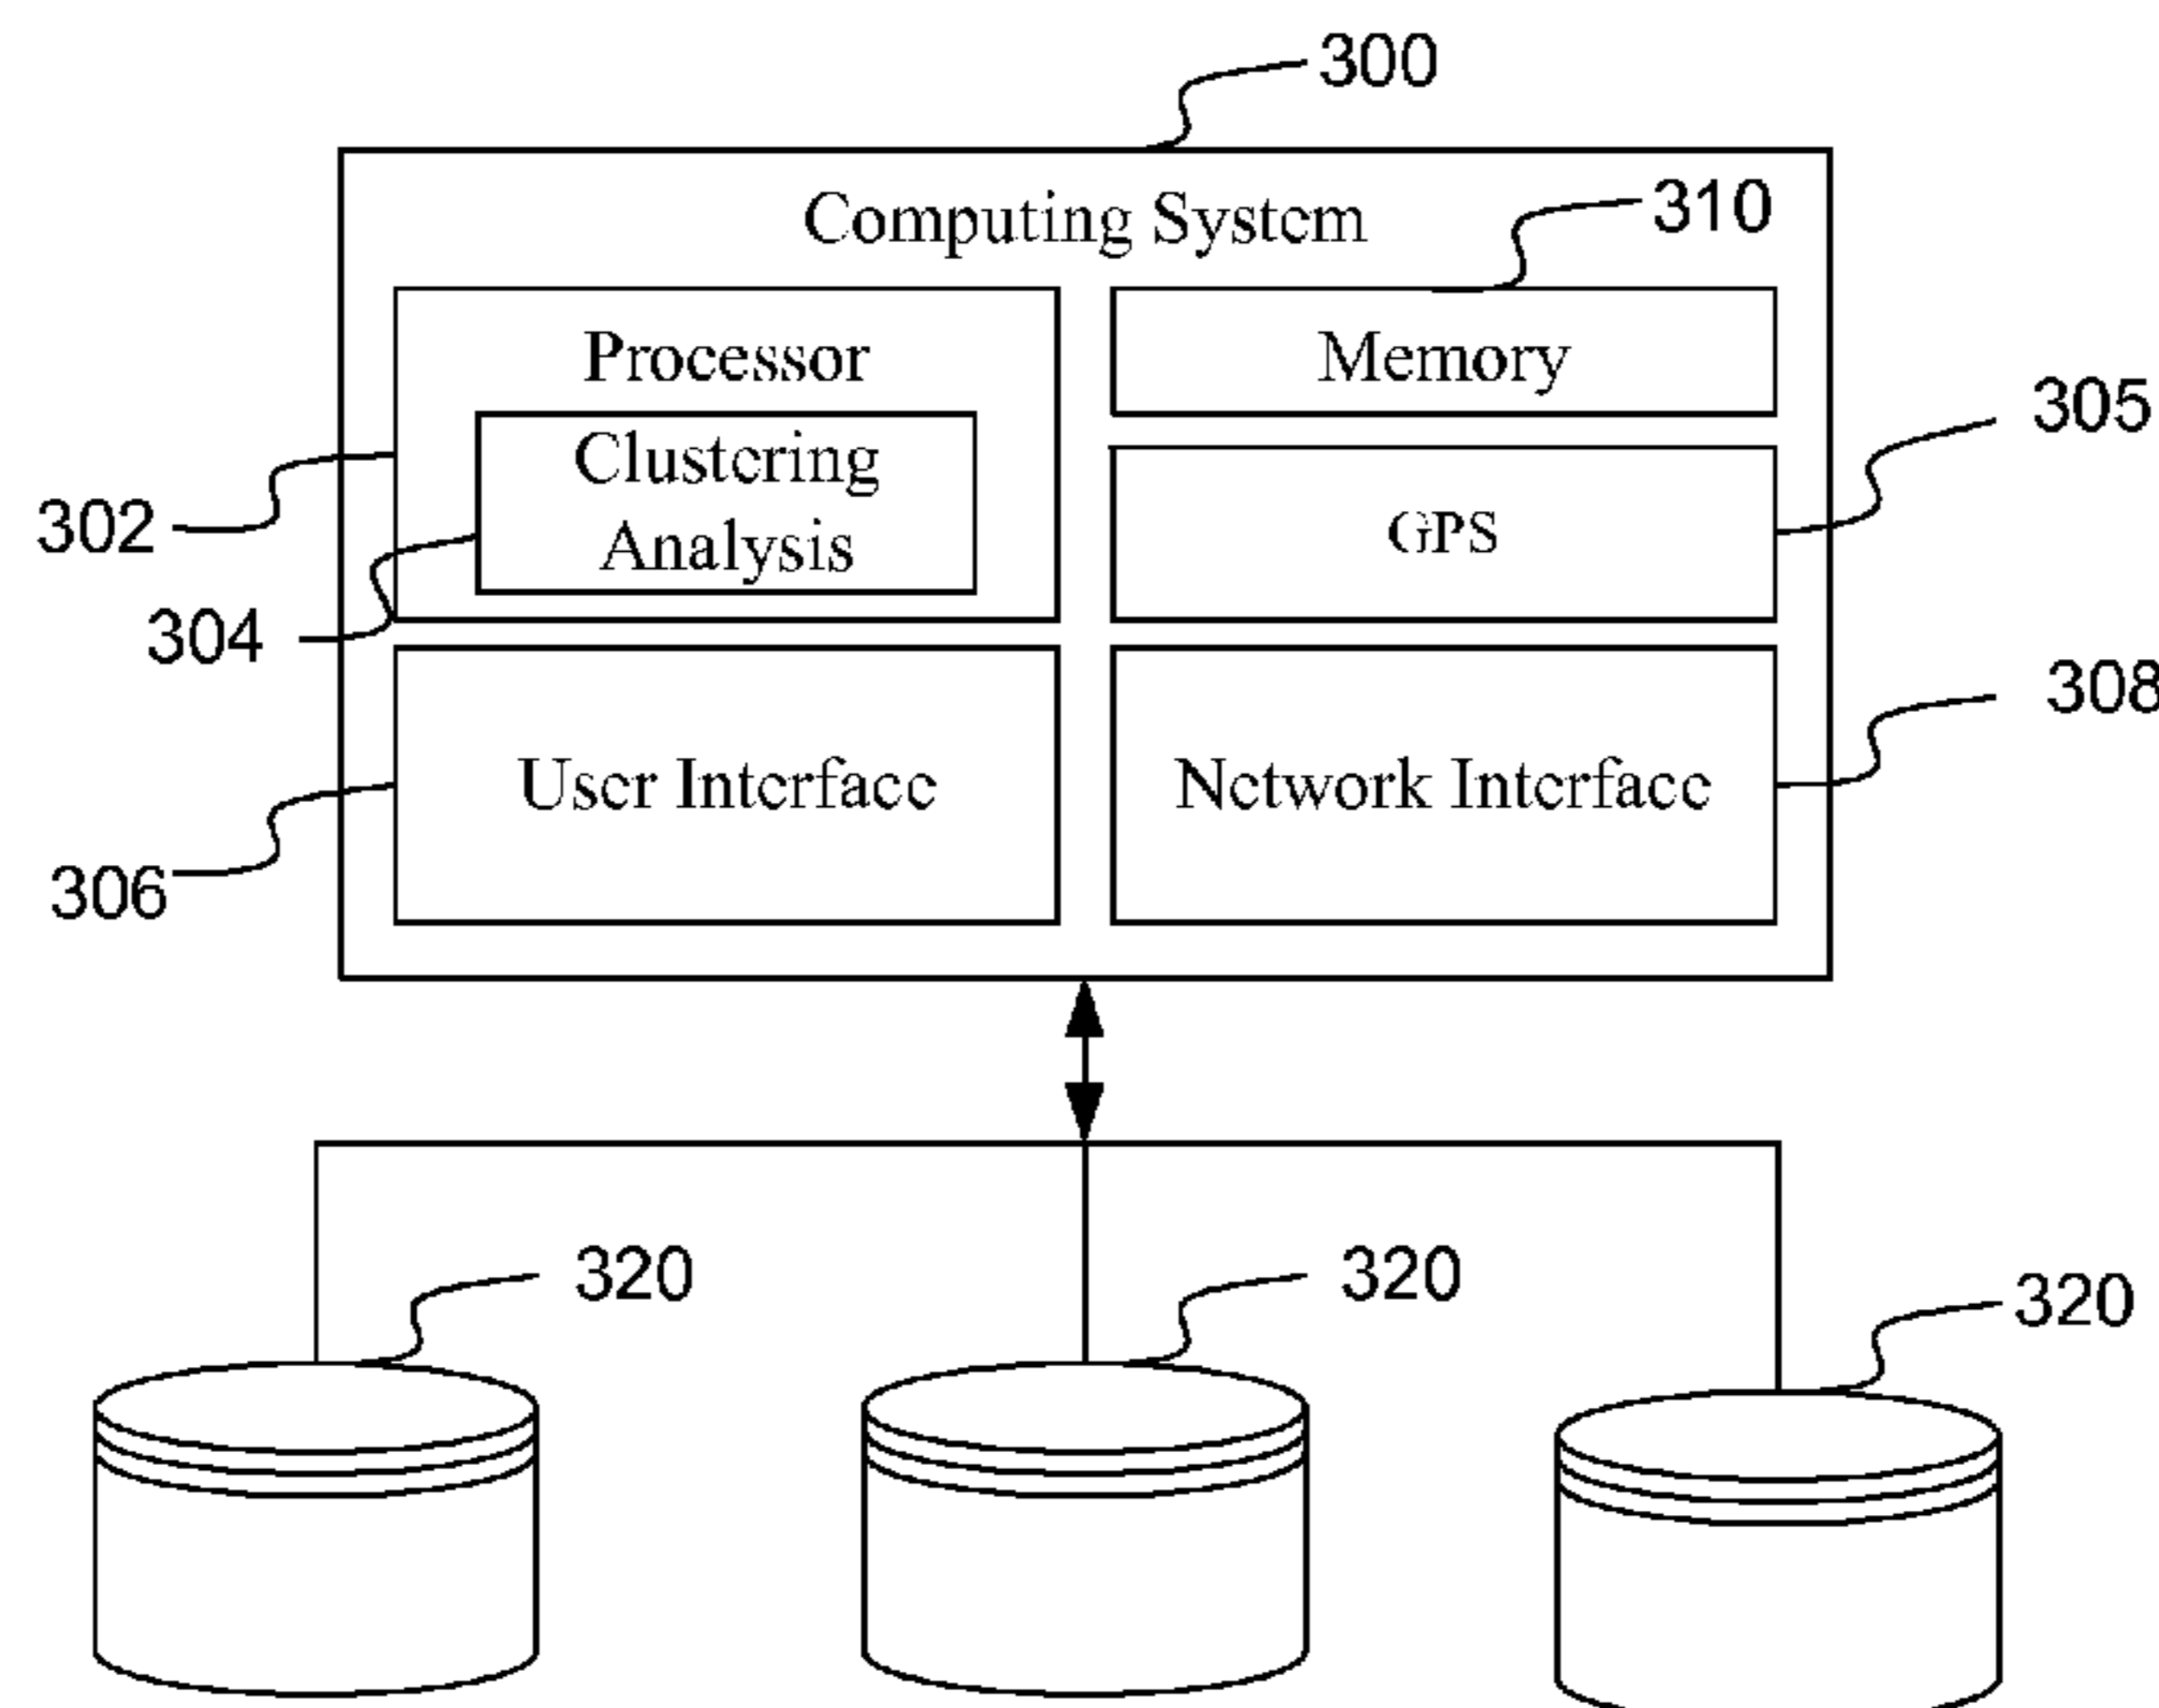 300
Computing System
310
Processor
Memory
305
Clustering
Analysis
302
GPS
304
308
User Interface
Network Interface
306
320
320
320